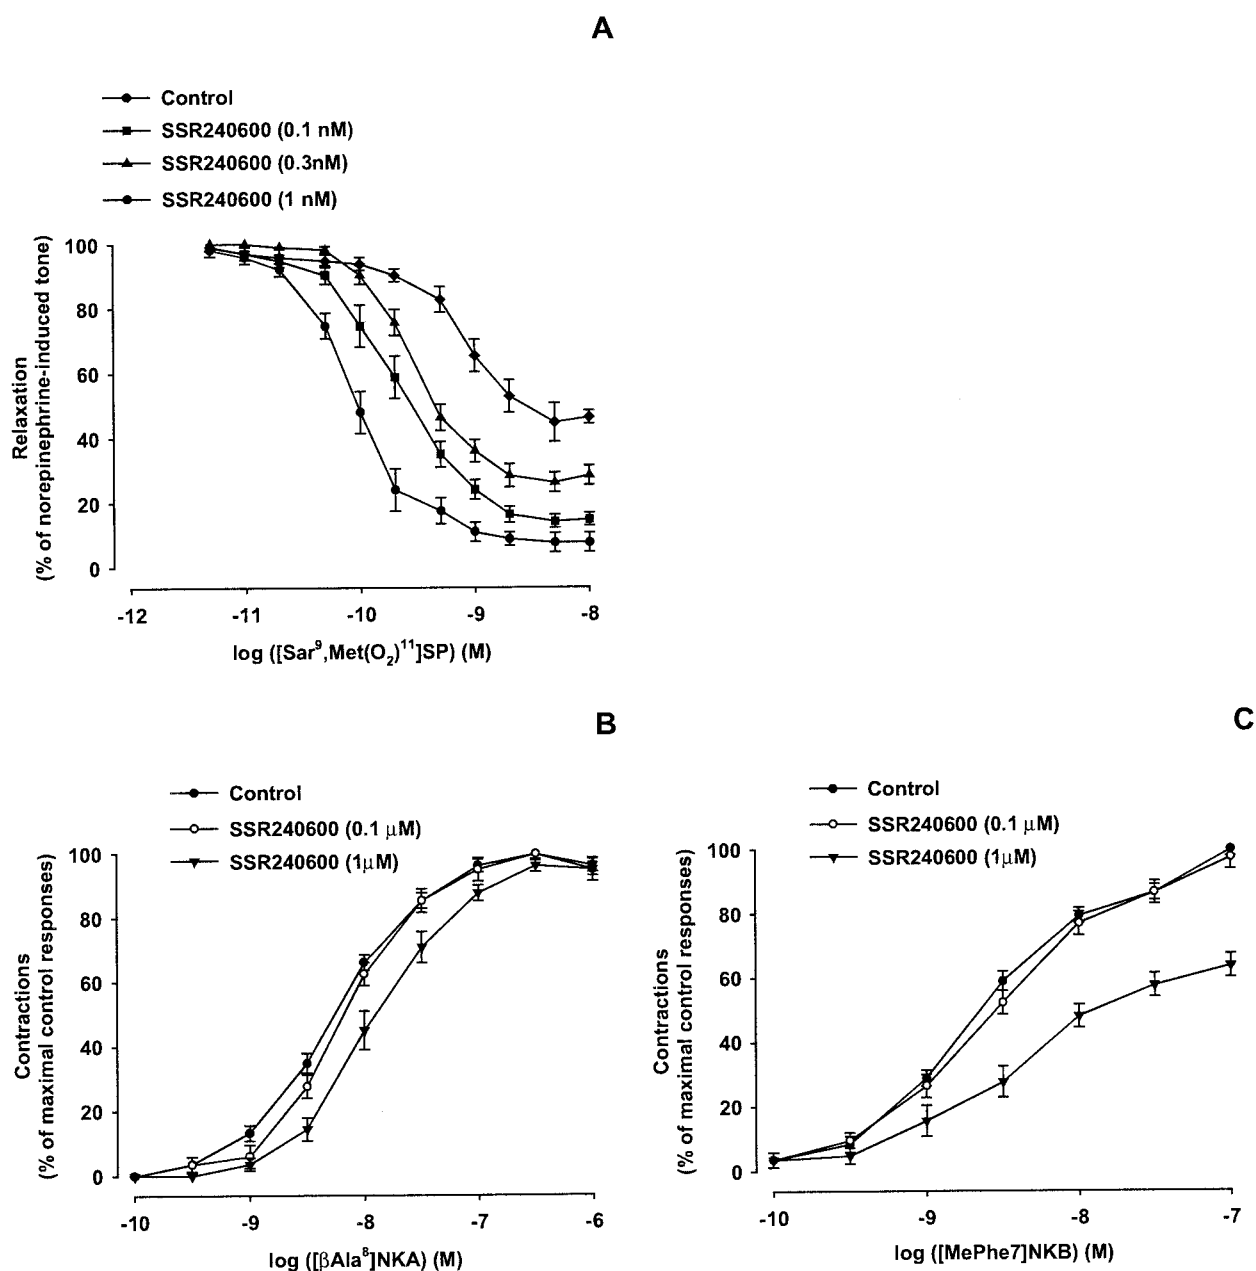 A
Control
SSR240600 (0.1 nM)
SSR240600 (0.3nM)
SSR240600 (1 nM)
Relaxation
(% of norepinephrine-induced tone)
100
80
60
40
20
0
-12 -11 -10 -9 -8
log ([Sar⁹,Met(O₂)¹¹]SP) (M)
B
Control
SSR240600 (0.1 μM)
SSR240600 (1μM)
Contractions
(% of maximal control responses)
100
80
60
40
20
0
-10 -9 -8 -7 -6
log ([βAla⁸]NKA) (M)
C
Control
SSR240600 (0.1 μM)
SSR240600 (1μM)
Contractions
(% of maximal control responses)
100
80
60
40
20
0
-10 -9 -8 -7
log ([MePhe7]NKB) (M)